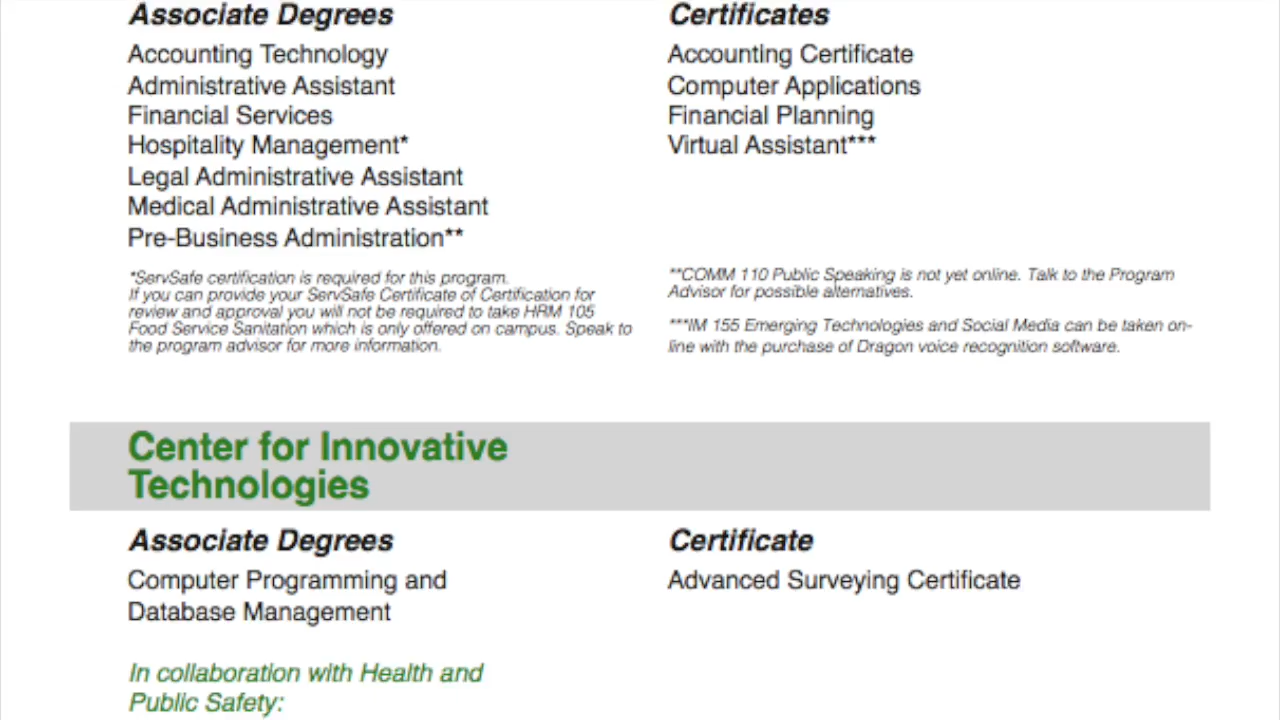 Associate Degrees
Accounting Technology
Administrative Assistant
Financial Services
Hospitality Management*
Legal Administrative Assistant
Medical Administrative Assistant
Pre-Business Administration**
*ServSafe certification is required for this program.
If you can provide your ServSafe Certificate of Certification for
review and approval you will not be required to take HRM 105
Food Service Sanitation which is only offered on campus. Speak to
the program advisor for more information.
Certificates
Accounting Certificate
Computer Applications
Financial Planning
Virtual Assistant***
**COMM 110 Public Speaking is not yet online. Talk to the Program
Advisor for possible alternatives.
***IM 155 Emerging Technologies and Social Media can be taken on-
line with the purchase of Dragon voice recognition software.
Center for Innovative
Technologies
Associate Degrees
Computer Programming and
Database Management
In collaboration with Health and
Public Safety:
Certificate
Advanced Surveying Certificate